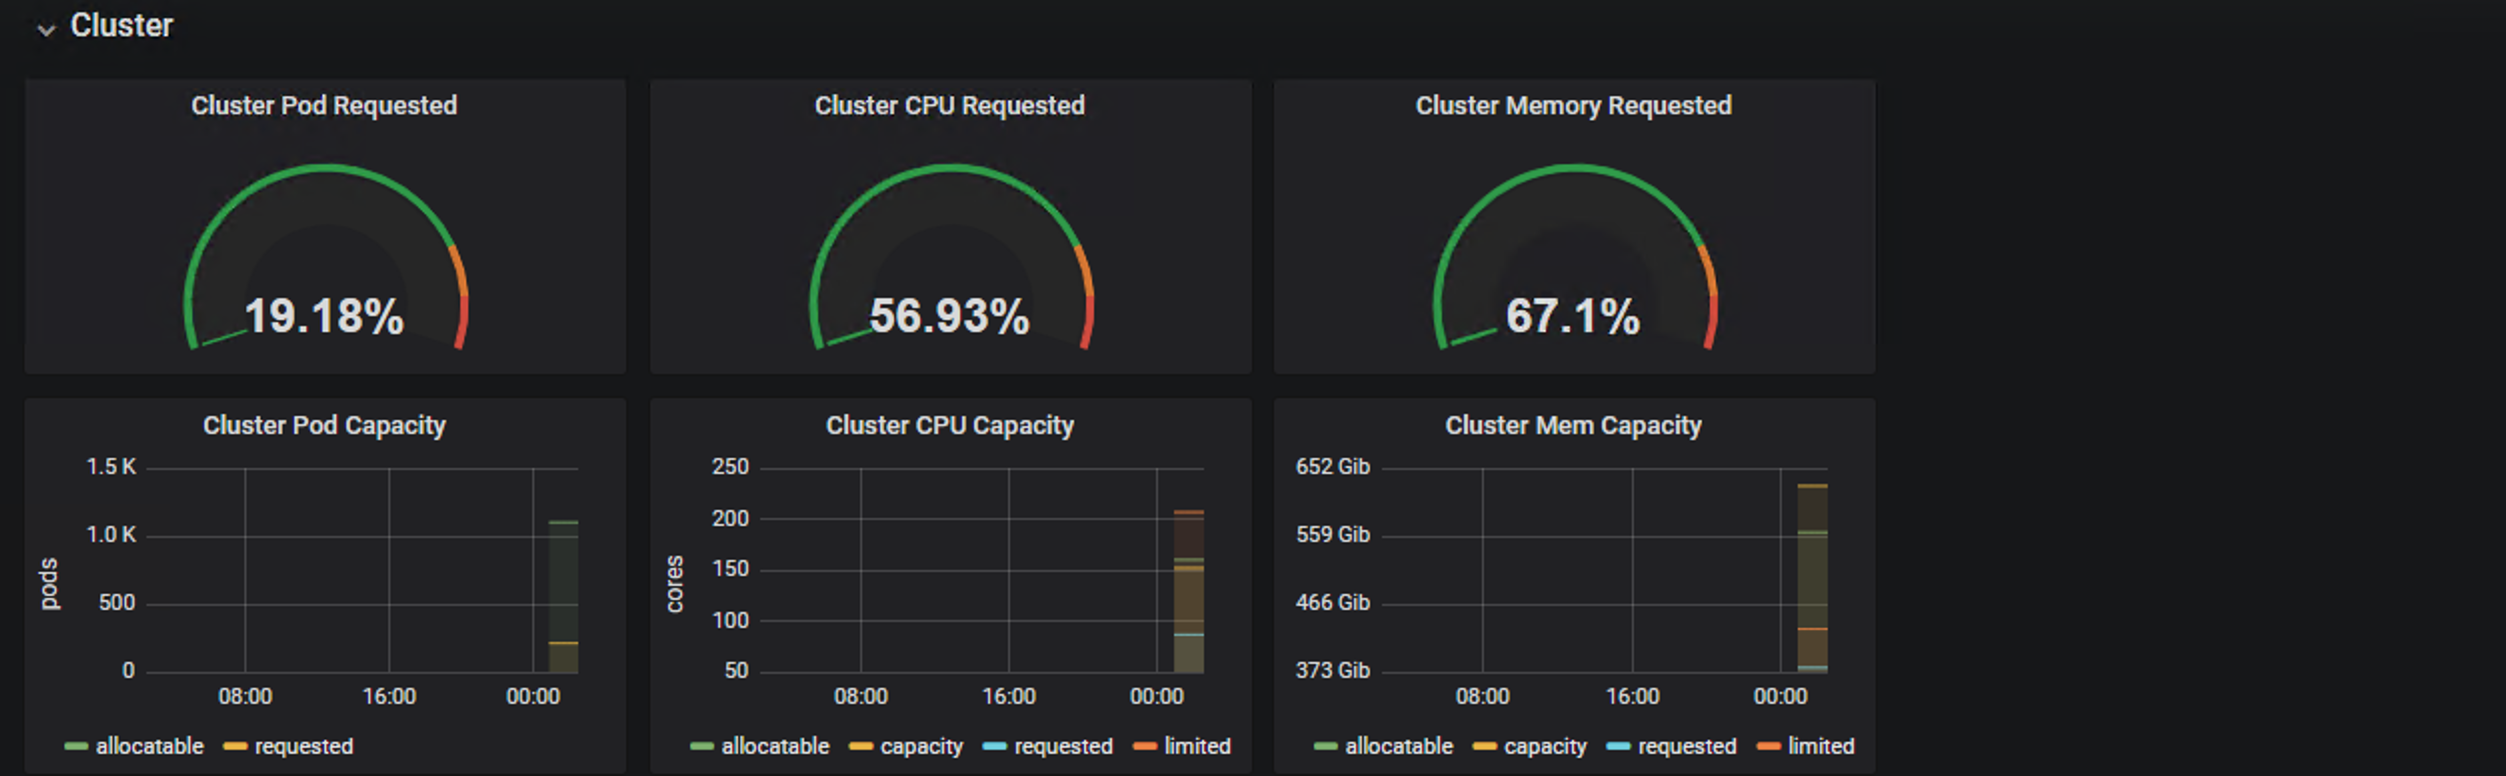 Cluster
Cluster Pod Requested
19.18%
Cluster CPU Requested
56.93%
Cluster Memory Requested
67.1%
Cluster Pod Capacity
pods
1.5 K
1.0 K
500
0
08:00 16:00 00:00
allocatable requested
Cluster CPU Capacity
cores
250
200
150
100
50
08:00 16:00 00:00
allocatable capacity requested limited
Cluster Mem Capacity
652 Gib
559 Gib
466 Gib
373 Gib
08:00 16:00 00:00
allocatable capacity requested limited